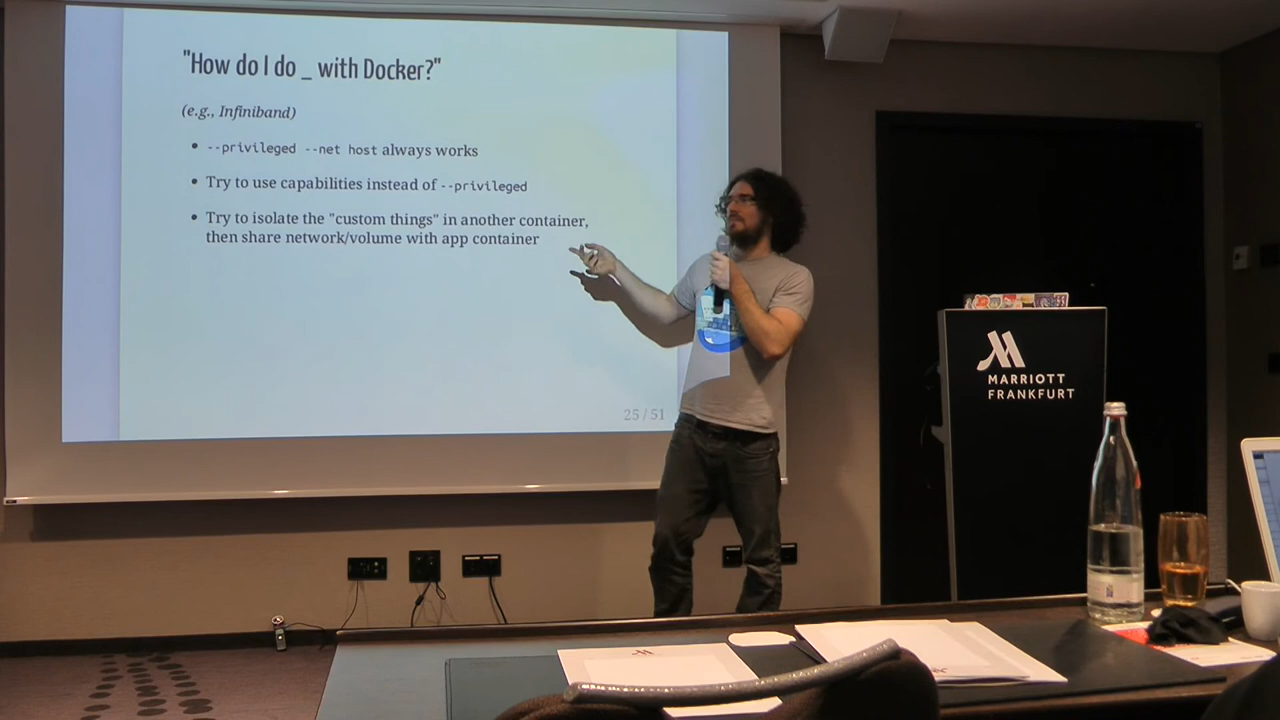 "How do I do _ with Docker?"
(e.g., Infiniband)
• --privileged --net host always works
• Try to use capabilities instead of --privileged
• Try to isolate the "custom things" in another container,
then share network/volume with app container
25 / 51
MARRIOTT
FRANKFURT